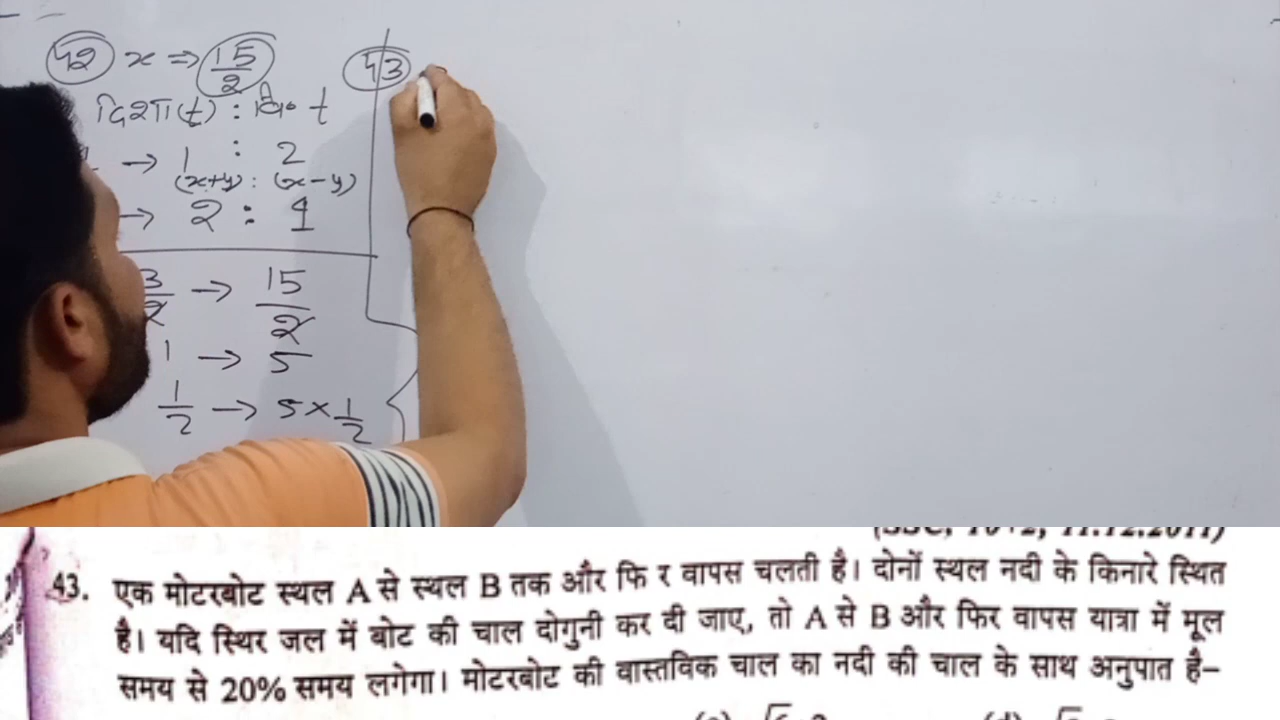 42 x ⇒ 15/2
दिशा(t) : वि० t
→ 1 : 2
(x+y) : (x-y)
→ 2 : 1
3/2 → 15/2
1 → 5
1/2 → 5 × 1/2
43
43. एक मोटरबोट स्थल A से स्थल B तक और फि र वापस चलती है। दोनों स्थल नदी के किनारे स्थित
है। यदि स्थिर जल में बोट की चाल दोगुनी कर दी जाए, तो A से B और फिर वापस यात्रा में मूल
समय से 20% समय लगेगा। मोटरबोट की वास्तविक चाल का नदी की चाल के साथ अनुपात है–